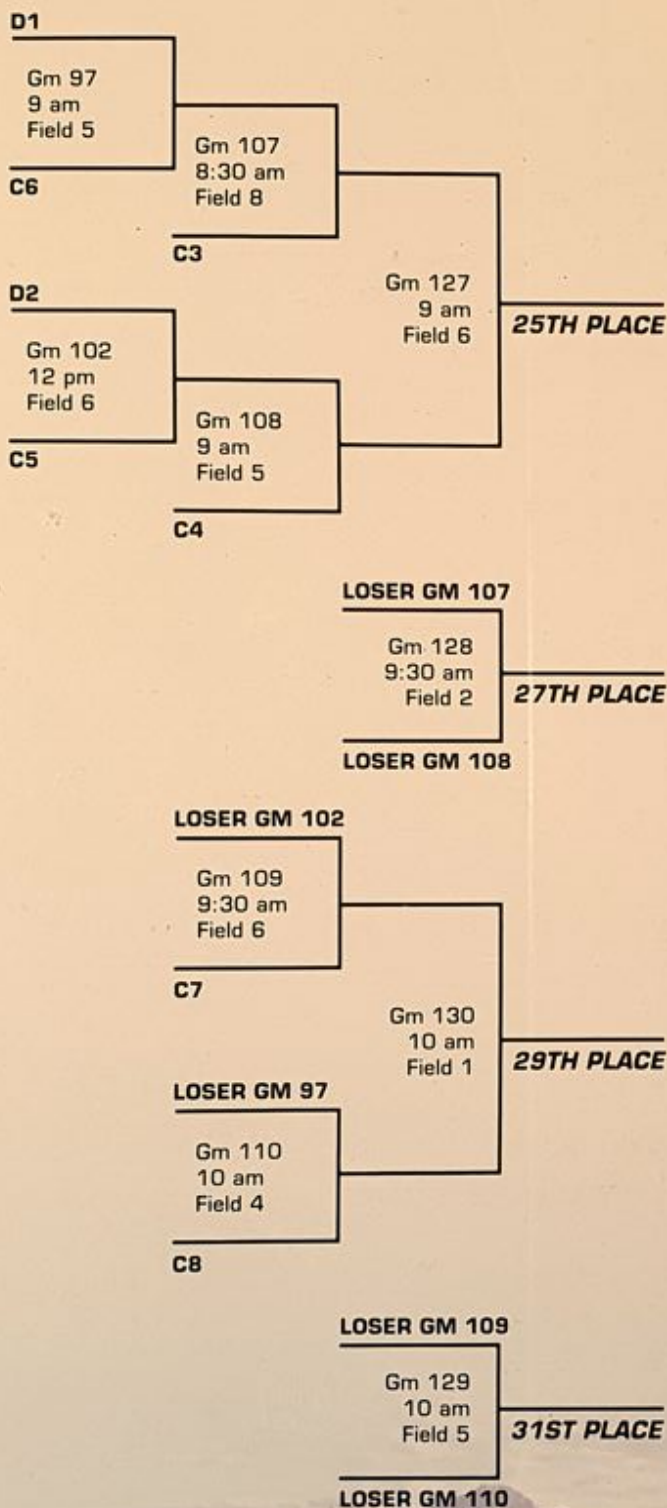 D1
Gm 97
9 am
Field 5
C6
Gm 107
8:30 am
Field 8
C3
D2
Gm 102
12 pm
Field 6
C5
Gm 108
9 am
Field 5
C4
Gm 127
9 am
Field 6
25TH PLACE
LOSER GM 107
Gm 128
9:30 am
Field 2
27TH PLACE
LOSER GM 108
LOSER GM 102
Gm 109
9:30 am
Field 6
C7
Gm 130
10 am
Field 1
29TH PLACE
LOSER GM 97
Gm 110
10 am
Field 4
C8
LOSER GM 109
Gm 129
10 am
Field 5
31ST PLACE
LOSER GM 110